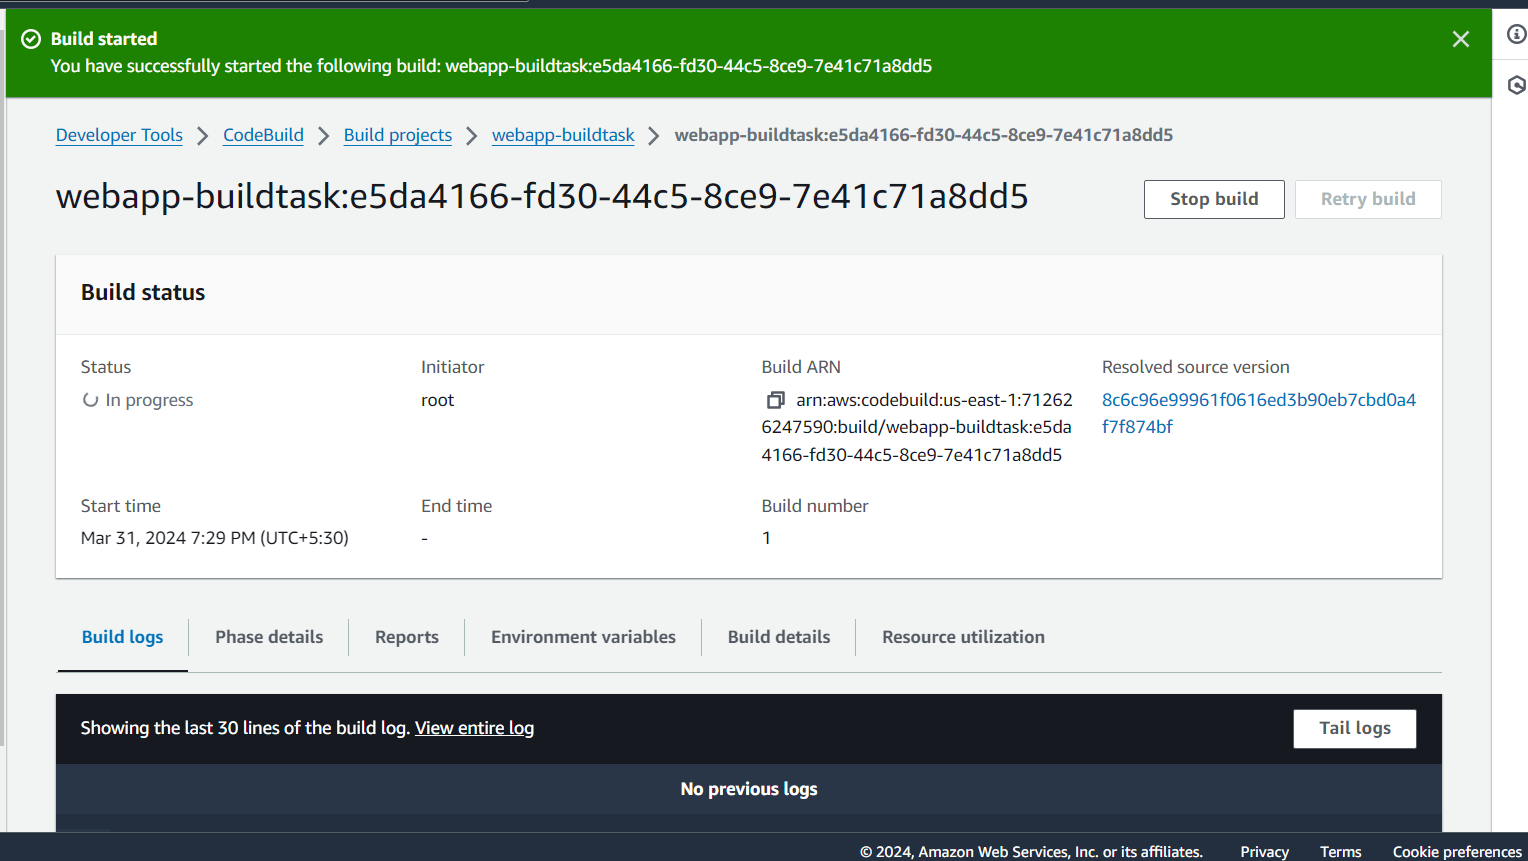 Build started
You have successfully started the following build: webapp-buildtask:e5da4166-fd30-44c5-8ce9-7e41c71a8dd5
Developer Tools
CodeBuild
Build projects
webapp-buildtask
webapp-buildtask:e5da4166-fd30-44c5-8ce9-7e41c71a8dd5
webapp-buildtask:e5da4166-fd30-44c5-8ce9-7e41c71a8dd5
Stop build
Retry build
Build status
Status
In progress
Initiator
root
Build ARN
arn:aws:codebuild:us-east-1:71262
6247590:build/webapp-buildtask:e5da
4166-fd30-44c5-8ce9-7e41c71a8dd5
Resolved source version
8c6c96e99961f0616ed3b90eb7cbd0a4
f7f874bf
Start time
Mar 31, 2024 7:29 PM (UTC+5:30)
End time
-
Build number
1
Build logs
Phase details
Reports
Environment variables
Build details
Resource utilization
Showing the last 30 lines of the build log. View entire log
Tail logs
No previous logs
© 2024, Amazon Web Services, Inc. or its affiliates.
Privacy
Terms
Cookie preferences